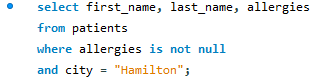 select first_name, last_name, allergies
from patients
where allergies is not null
and city = "Hamilton";